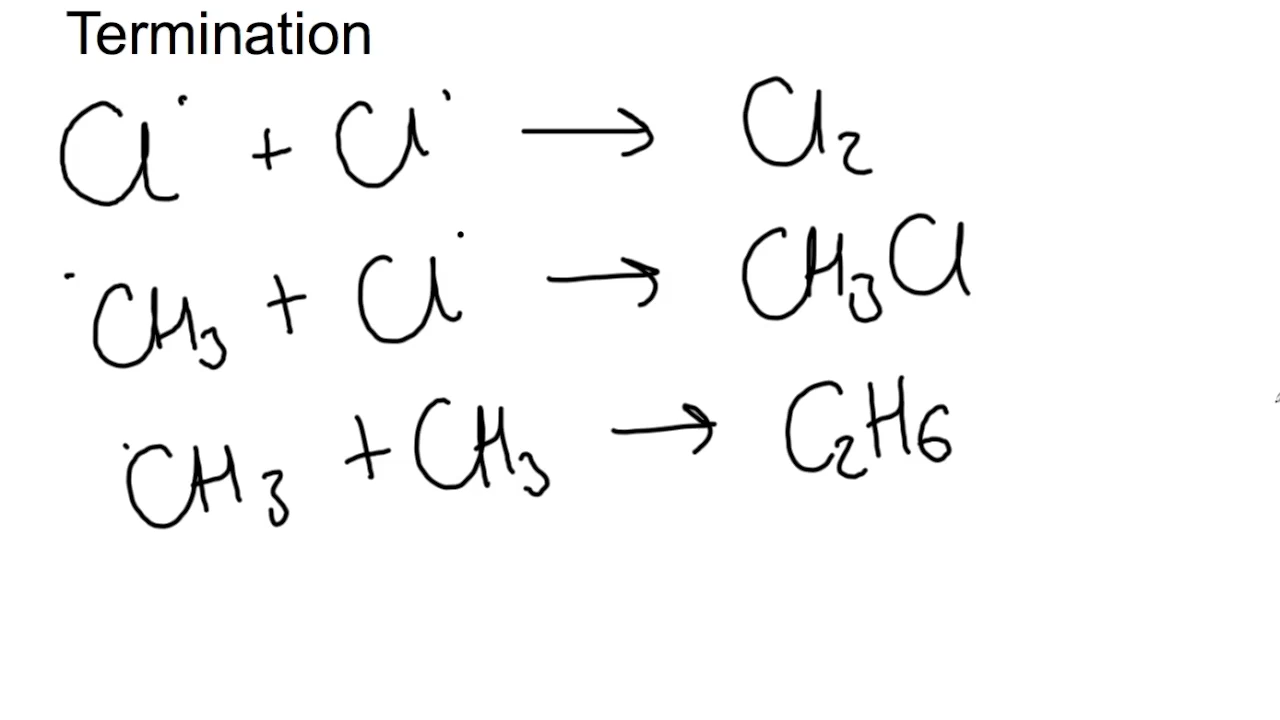 Termination
Cl˙ + Cl˙ → Cl₂
˙CH₃ + Cl˙ → CH₃Cl
˙CH₃ + CH₃ → C₂H₆